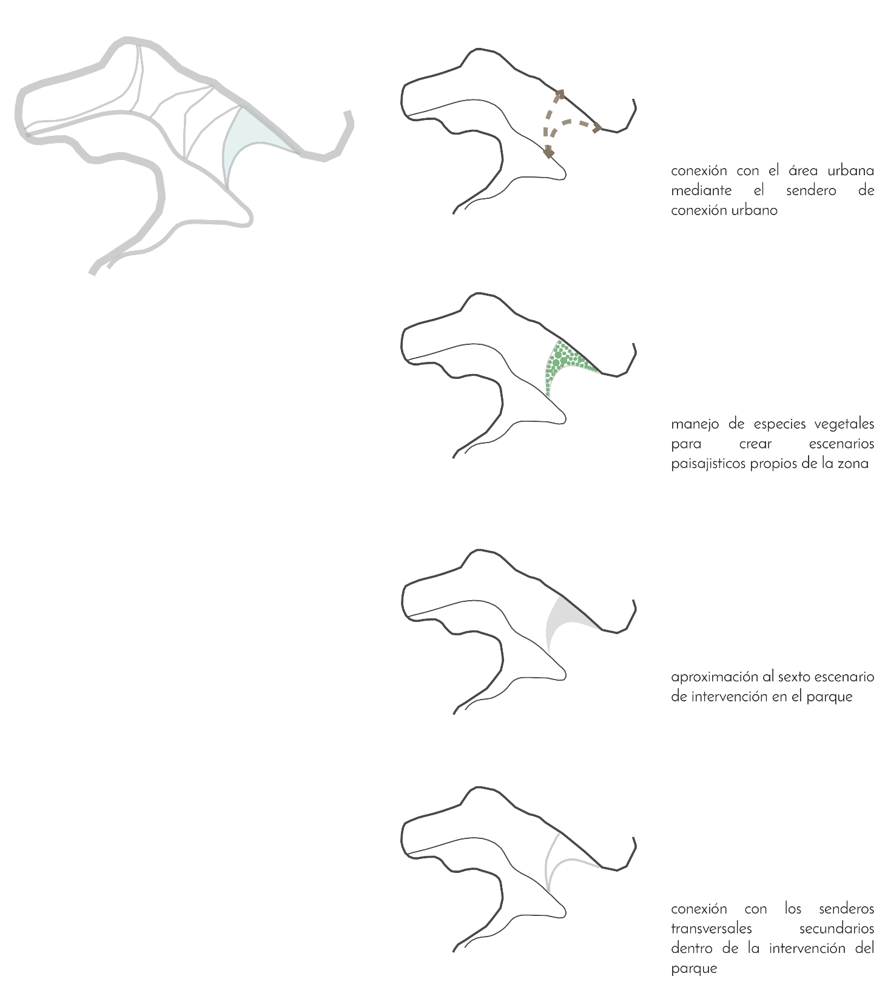 conexión con el área urbana
mediante el sendero de
conexión urbano
manejo de especies vegetales
para crear escenarios
paisajisticos propios de la zona
aproximación al sexto escenario
de intervención en el parque
conexión con los senderos
transversales secundarios
dentro de la intervención del
parque